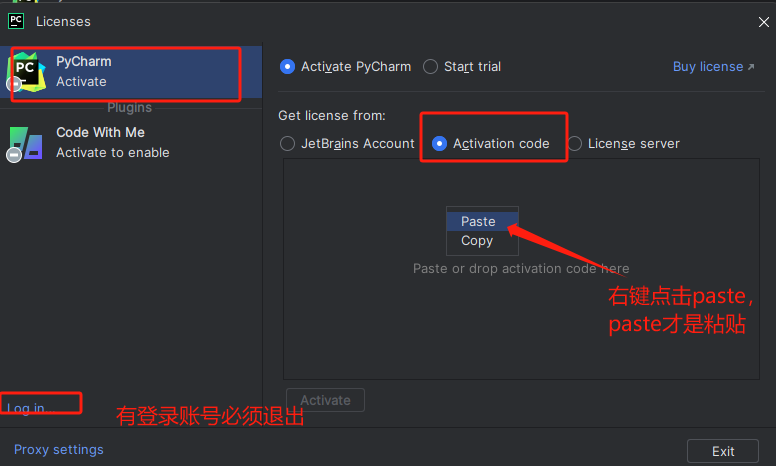 PC Licenses
PC PyCharm
Activate
Plugins
Code With Me
Activate to enable
Activate PyCharm Start trial Buy license ↗
Get license from:
JetBrains Account Activation code License server
Paste
Copy
Paste or drop activation code here
右键点击paste，
paste才是粘贴
Activate
Log in...
有登录账号必须退出
Proxy settings
Exit